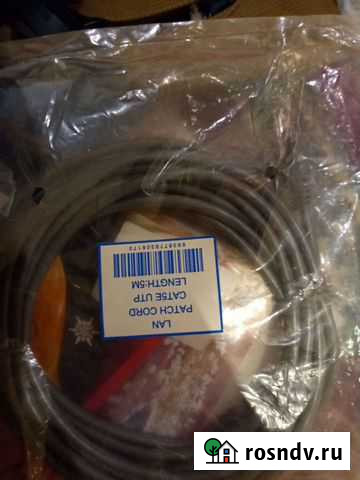 LAN
PATCH CORD
CAT5E UTP
LENGTH:5M
rosndv.ru